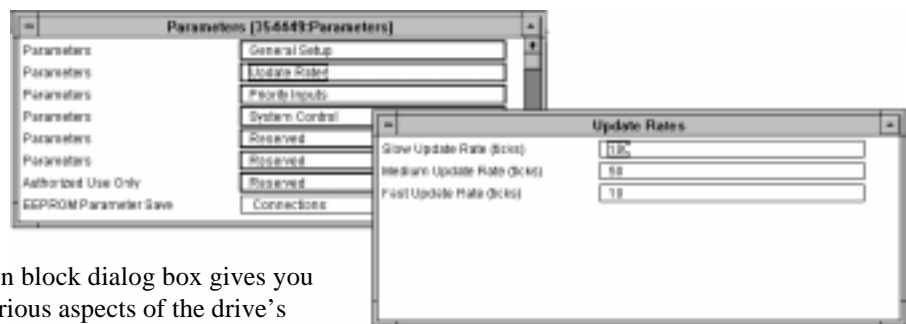 Parameters [354449:Parameters]
Parameters General Setup
Parameters Update Rates
Parameters Priority Inputs
Parameters System Control
Parameters Reserved
Parameters Reserved
Authorized Use Only Reserved
EEPROM Parameter Save Connections
Update Rates
Slow Update Rate (ticks)
Medium Update Rate (ticks) 50
Fast Update Rate (ticks) 10
n block dialog box gives you
rious aspects of the drive's